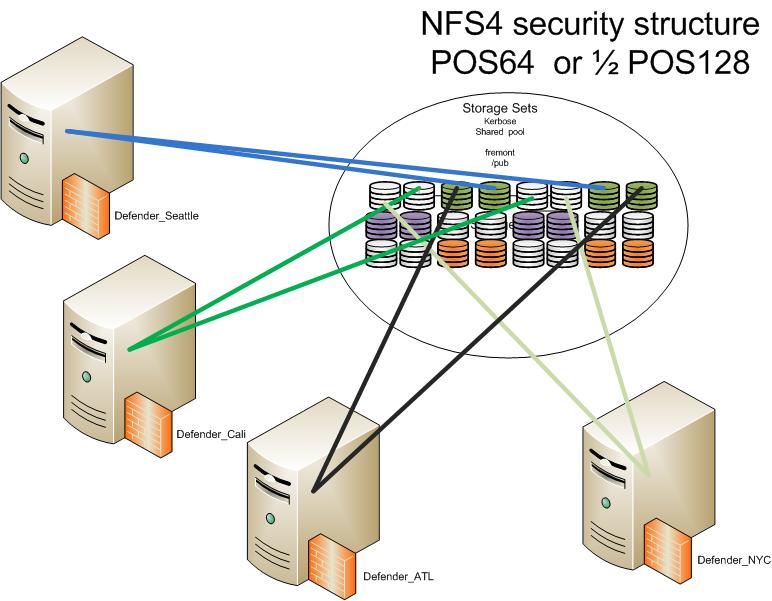 NFS4 security structure
POS64 or ½ POS128
Storage Sets
Kerbose
Shared pool
fremont
/pub
Defender_Seattle
Defender_Cali
Defender_ATL
Defender_NYC